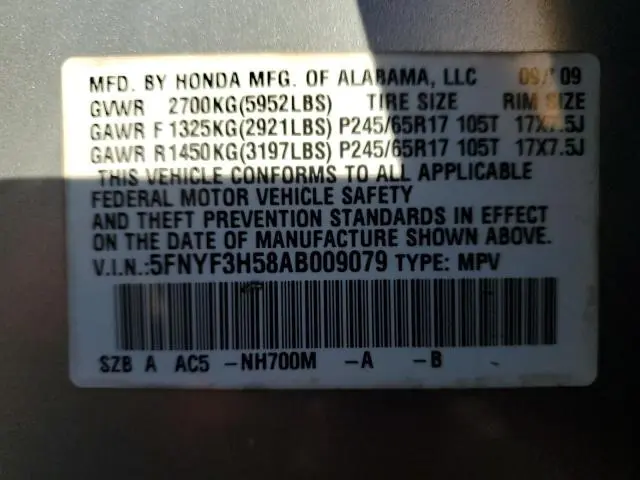 MFD. BY HONDA MFG. OF ALABAMA, LLC 09/'09
GVWR 2700KG(5952LBS) TIRE SIZE RIM SIZE
GAWR F 1325KG(2921LBS) P245/65R17 105T 17X7.5J
GAWR R1450KG(3197LBS) P245/65R17 105T 17X7.5J
THIS VEHICLE CONFORMS TO ALL APPLICABLE
FEDERAL MOTOR VEHICLE SAFETY
AND THEFT PREVENTION STANDARDS IN EFFECT
ON THE DATE OF MANUFACTURE SHOWN ABOVE.
V.I.N.:5FNYF3H58AB009079 TYPE: MPV
SZB A AC5 -NH700M -A -B